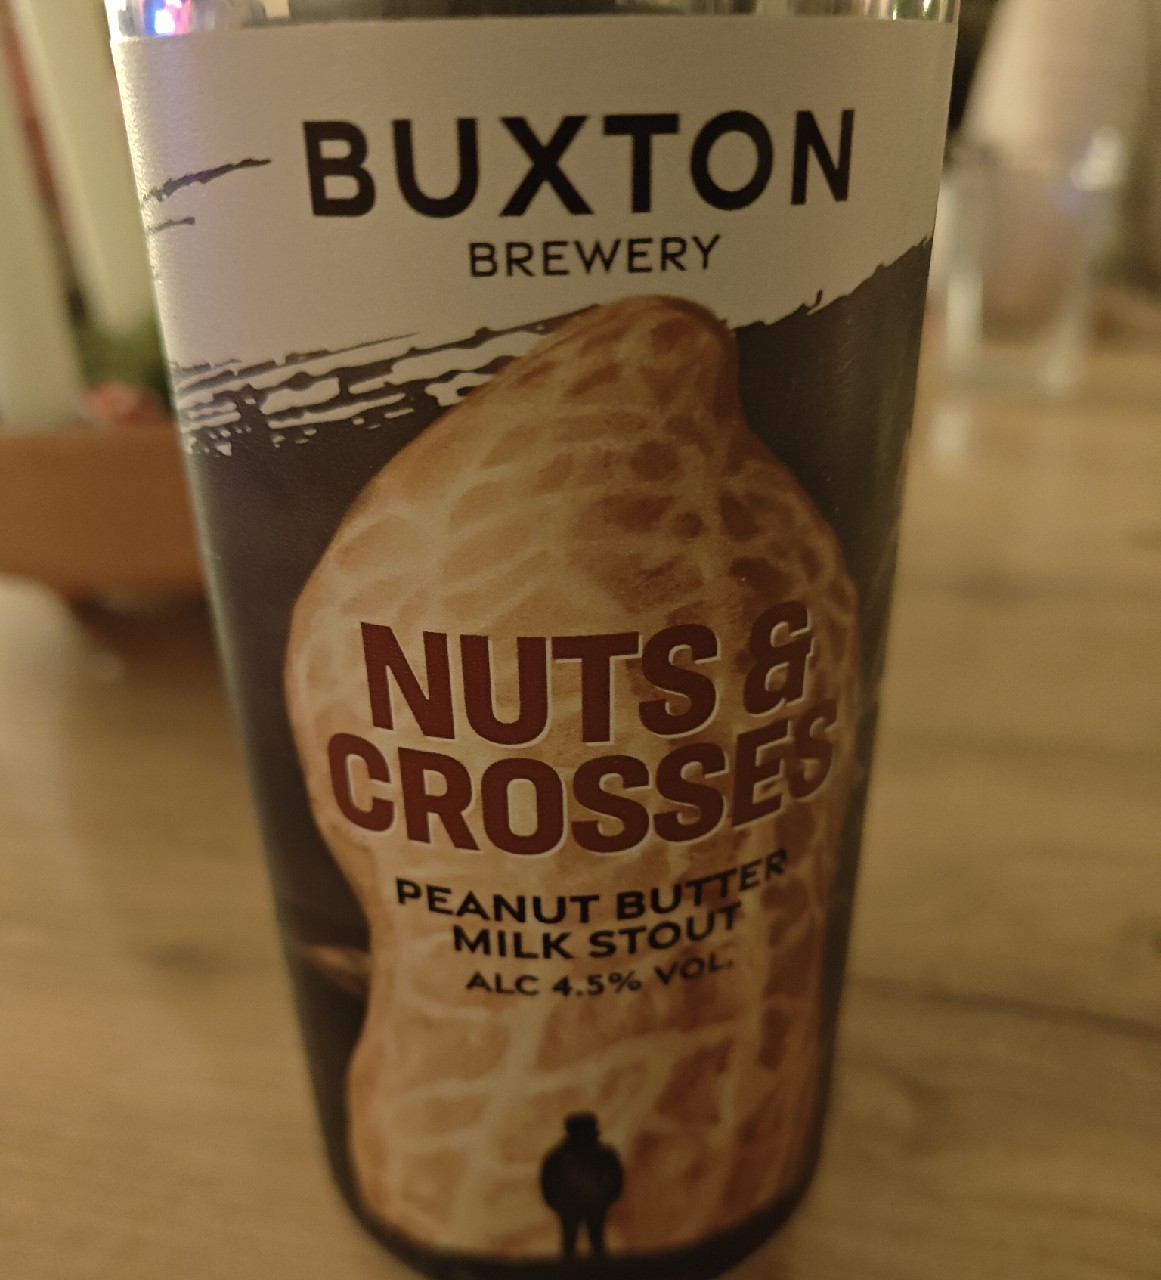 BUXTON
BREWERY
NUTS &
CROSSES
PEANUT BUTTER
MILK STOUT
ALC 4.5% VOL.